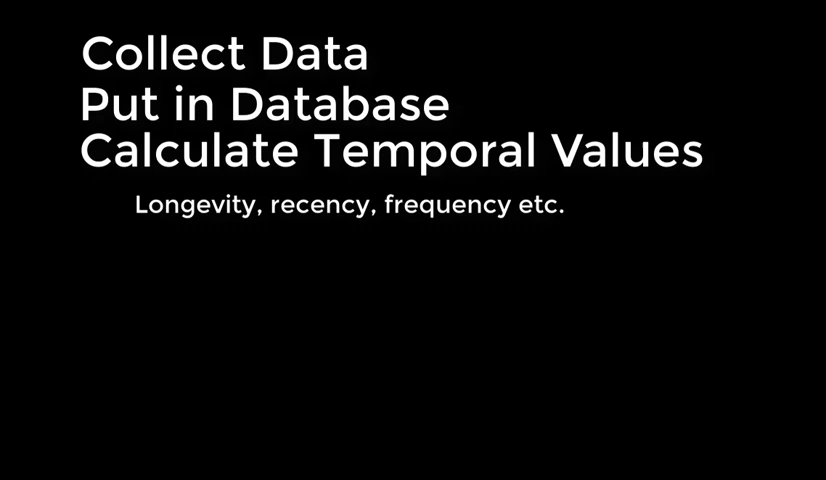 Collect Data
Put in Database
Calculate Temporal Values
Longevity, recency, frequency etc.